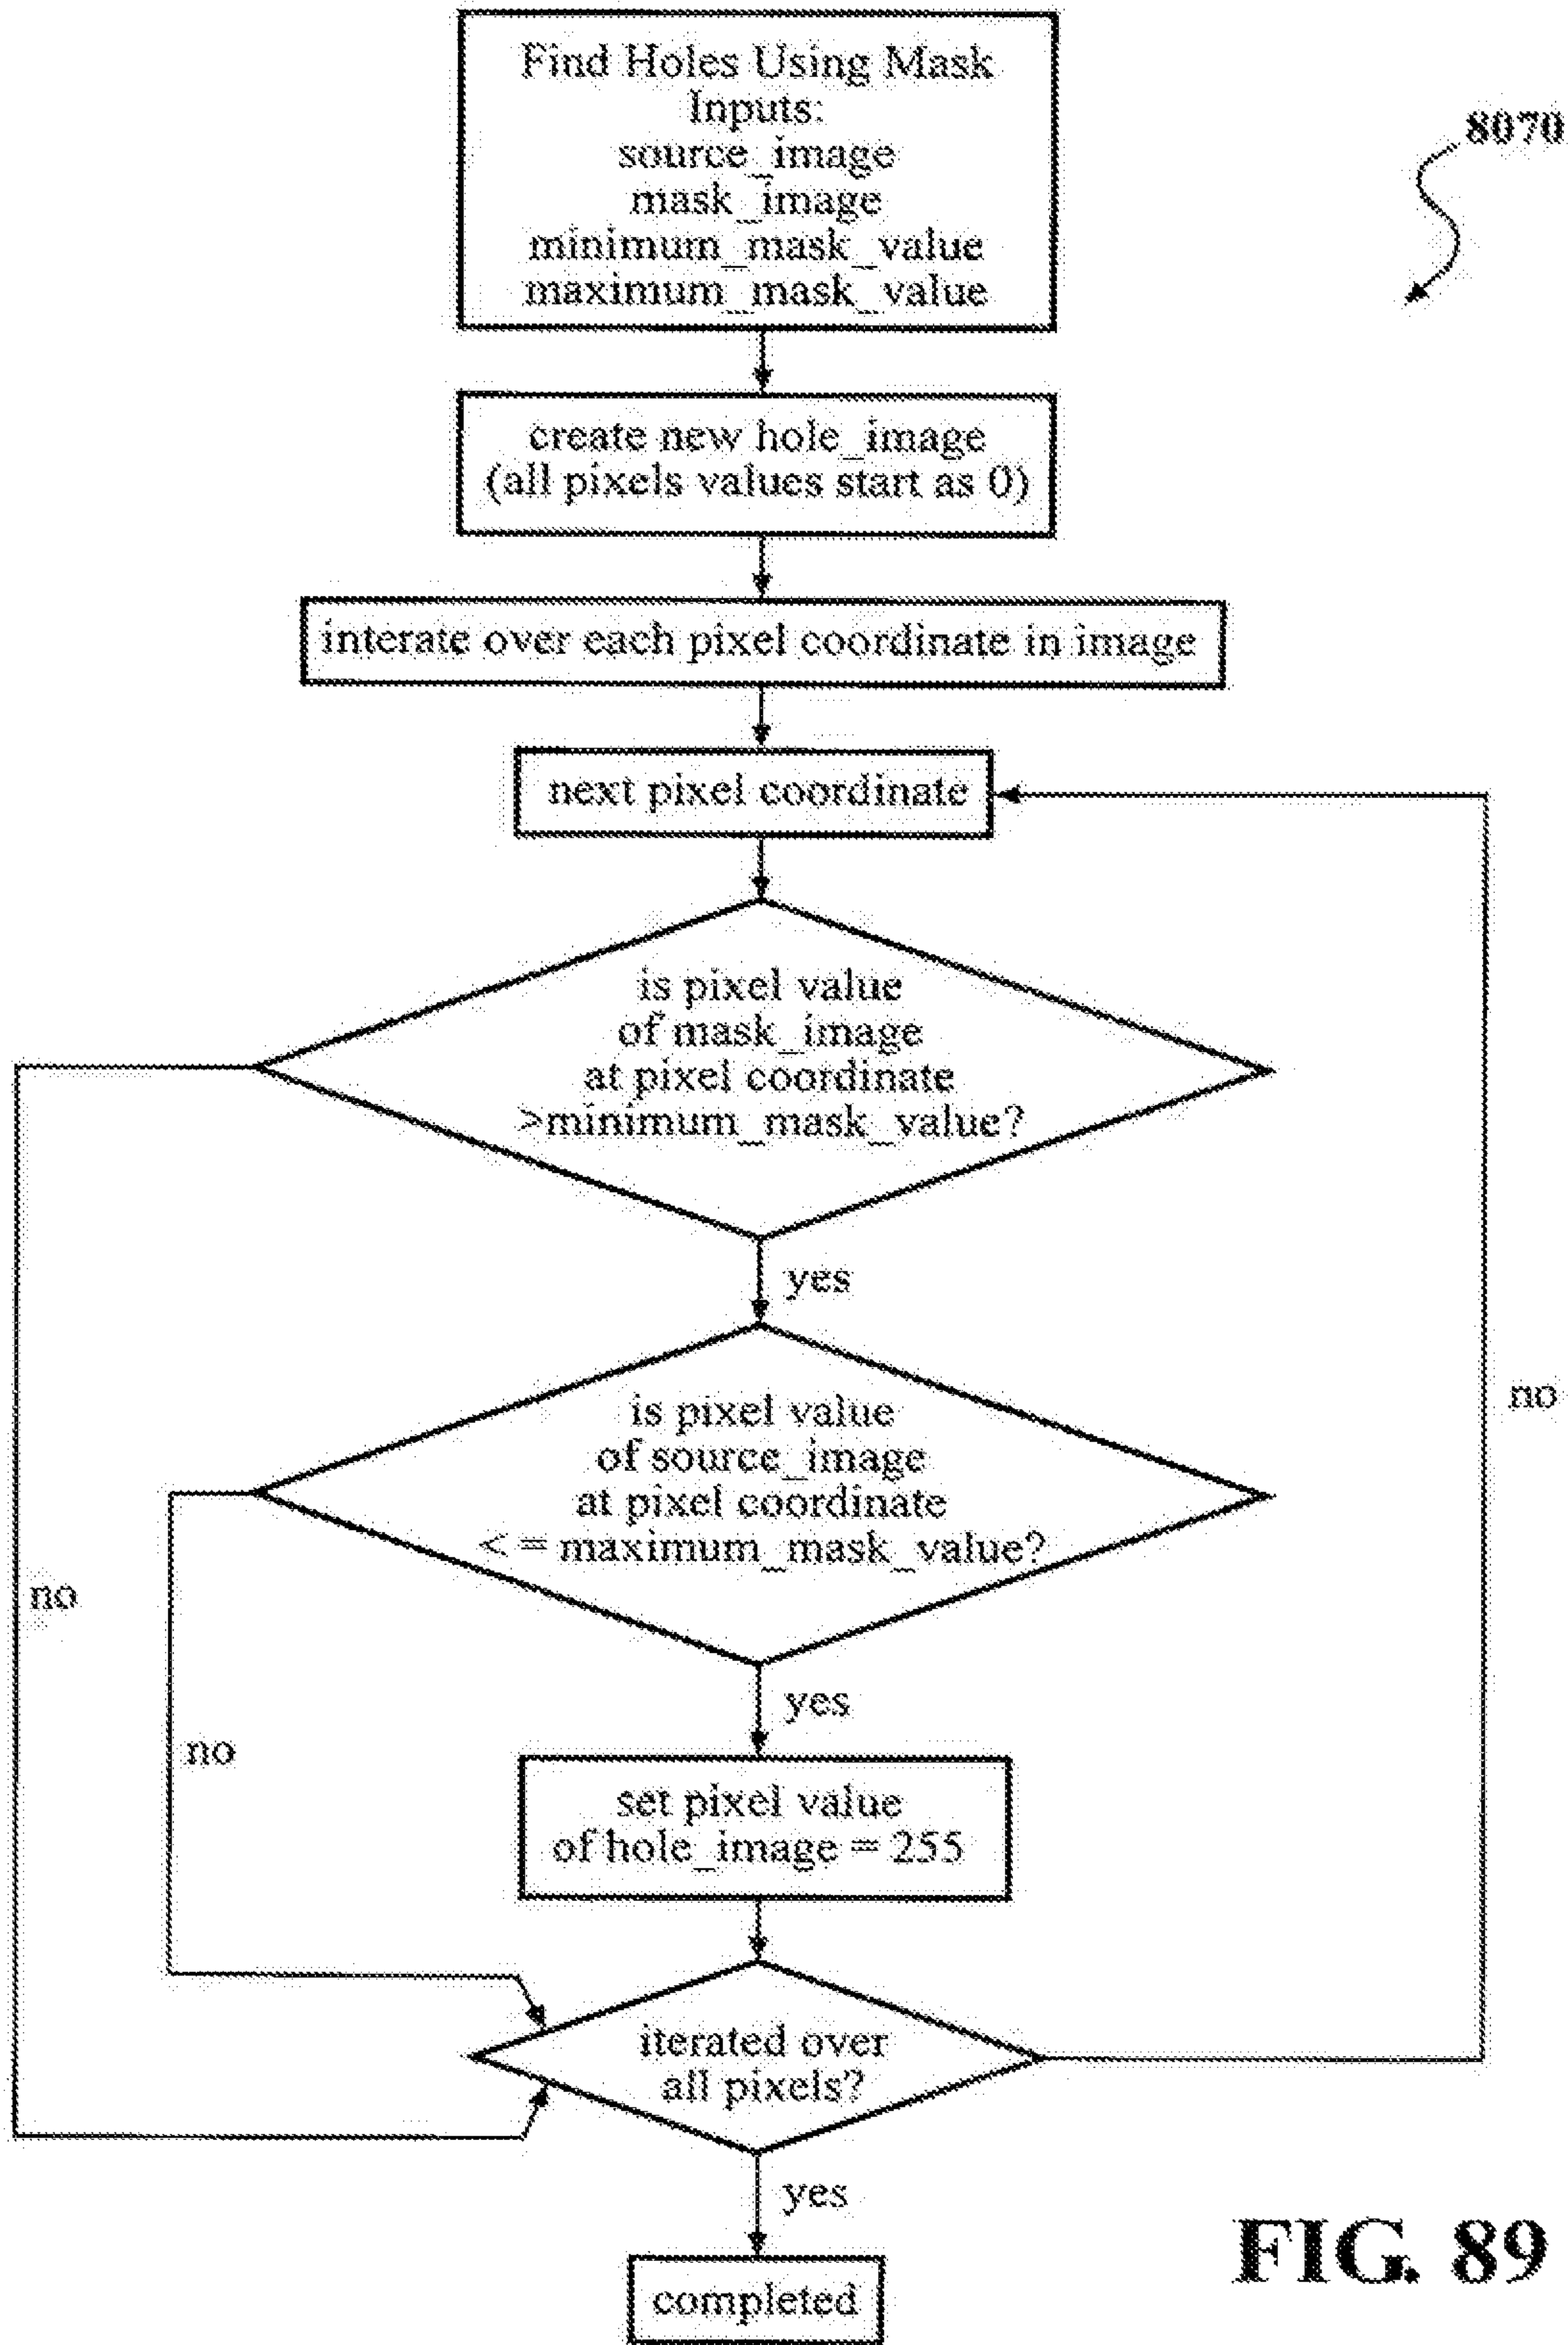 Find Holes Using Mask
Inputs:
source_image
mask_image
minimum_mask_value
maximum_mask_value
8070
create new hole_image
(all pixels values start as 0)
interate over each pixel coordinate in image
next pixel coordinate
is pixel value
of mask_image
at pixel coordinate
>minimum_mask_value?
yes
is pixel value
of source_image
at pixel coordinate
< = maximum_mask_value?
no
no
yes
no
set pixel value
of hole_image = 255
iterated over
all pixels?
yes
completed
FIG. 89